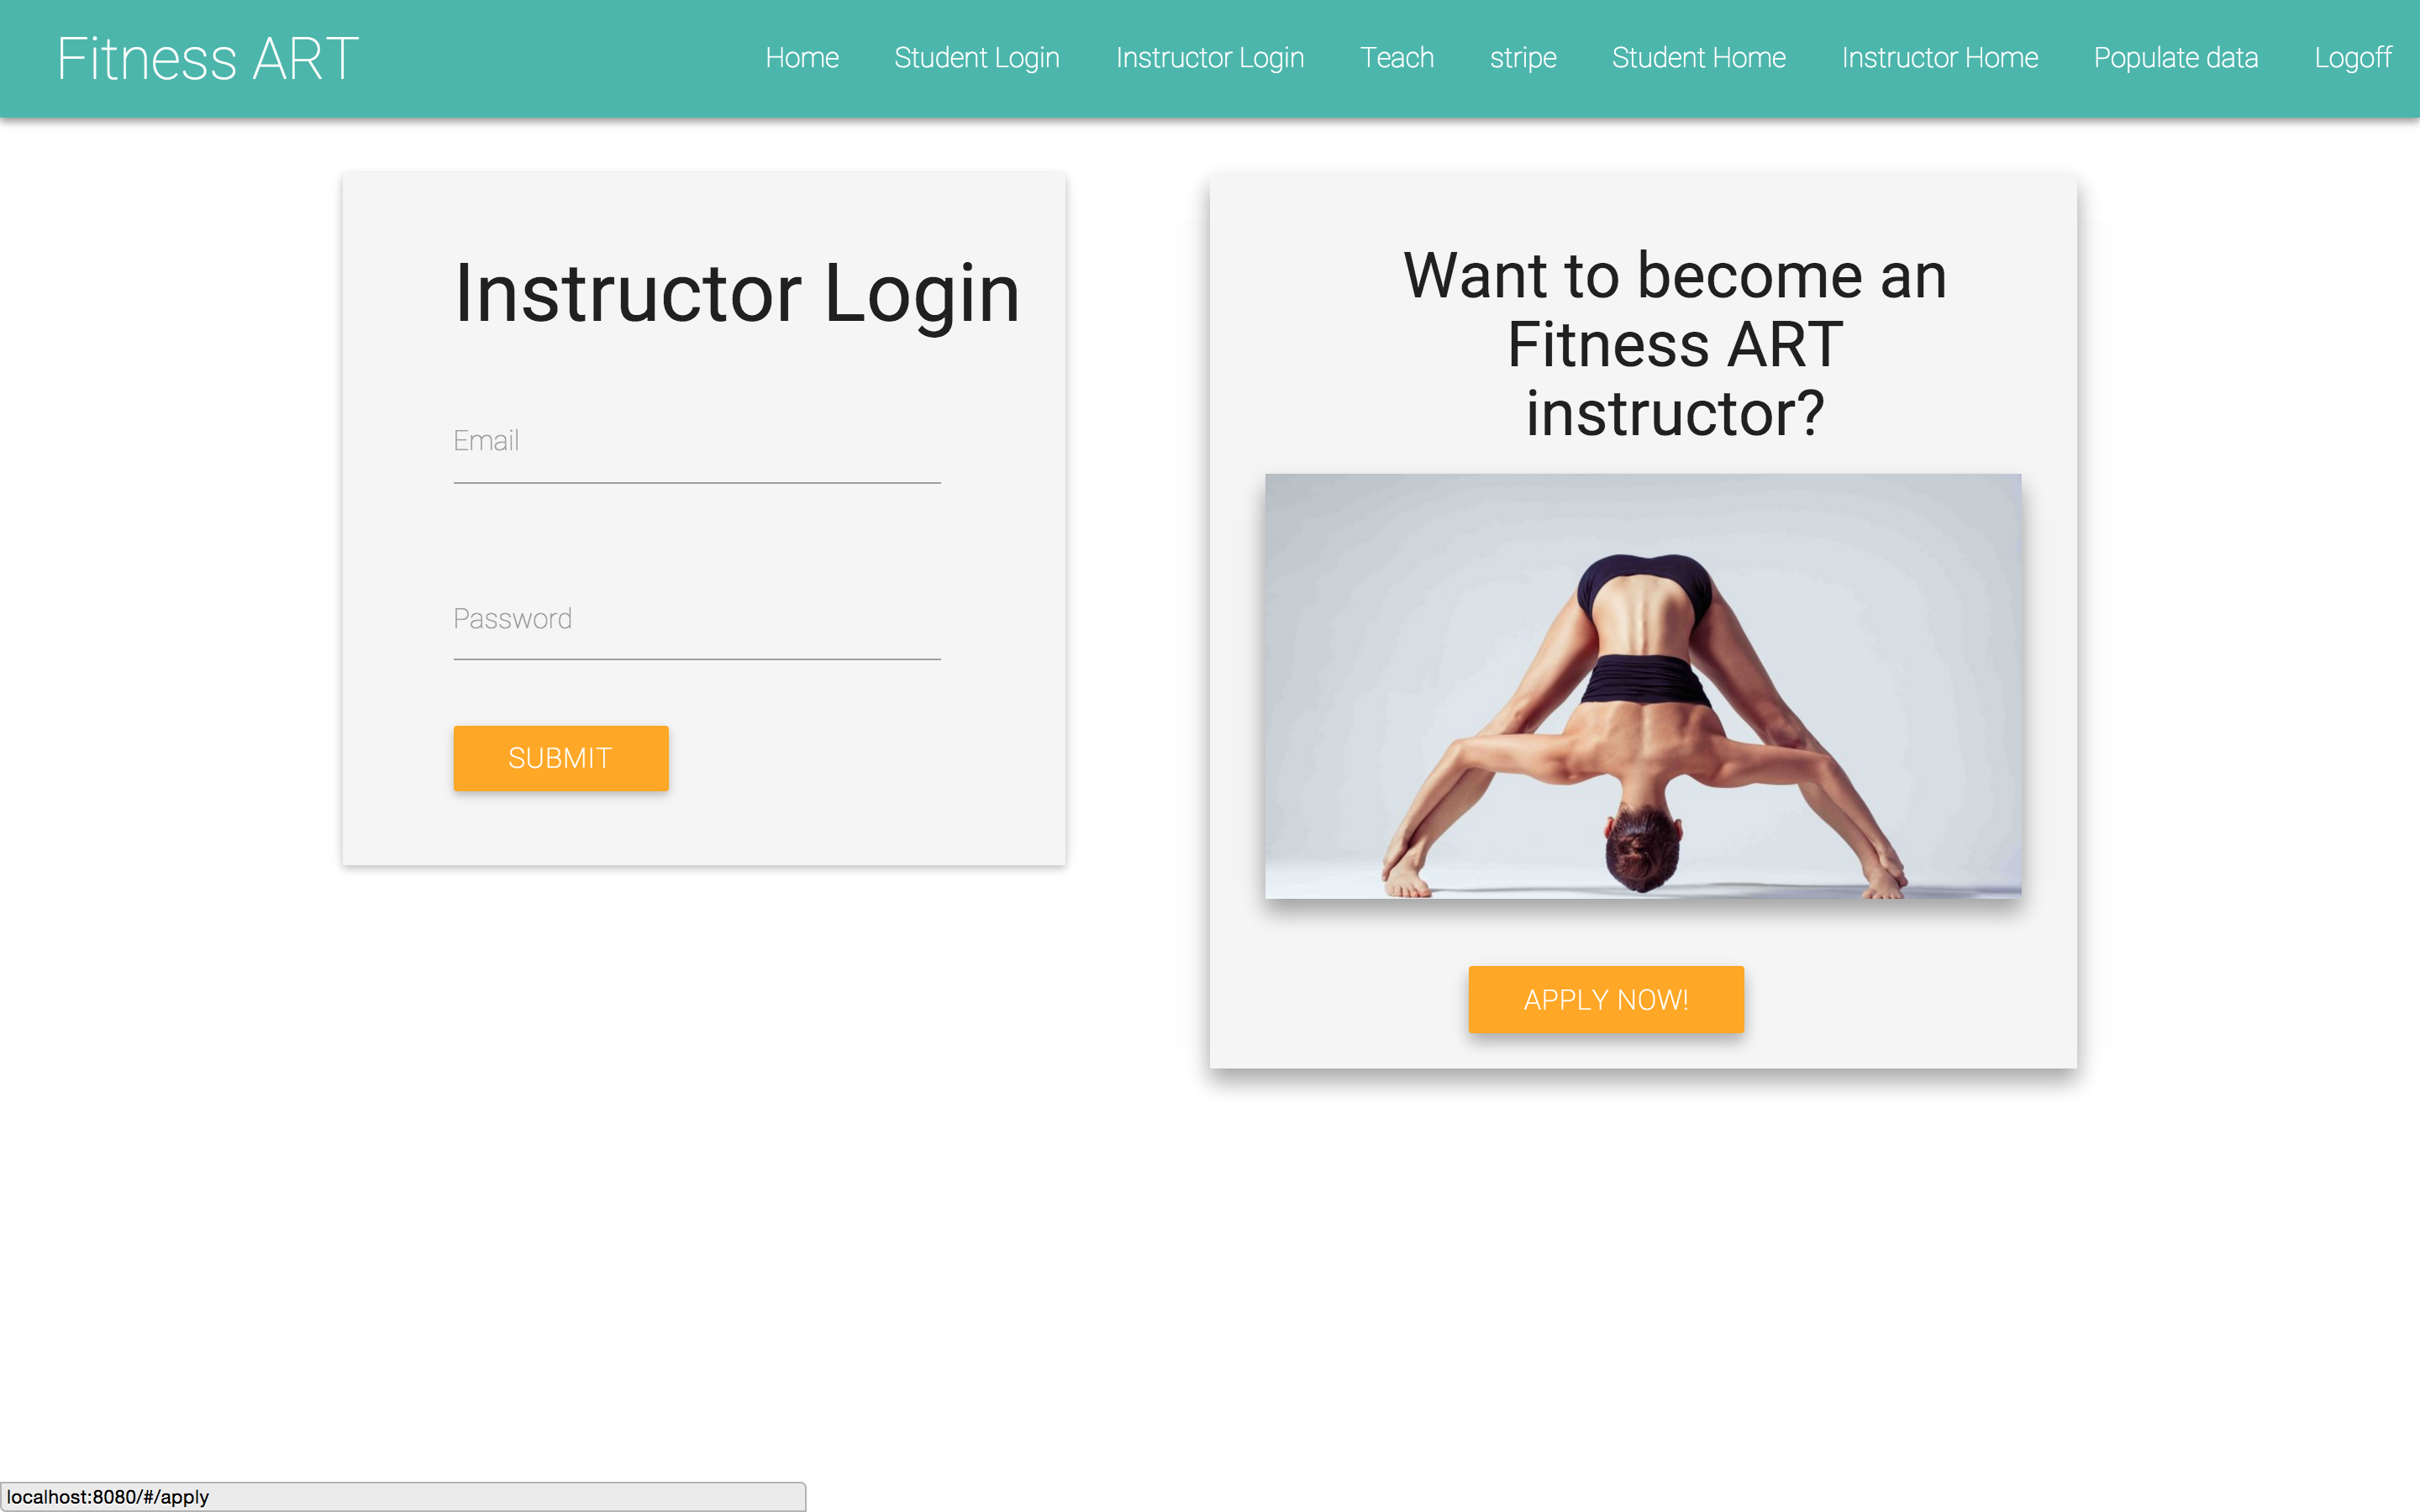 Fitness ART
Home Student Login Instructor Login Teach stripe Student Home Instructor Home Populate data Logoff
Instructor Login
Email
Password
SUBMIT
Want to become an
Fitness ART
instructor?
APPLY NOW!
localhost:8080/#/apply